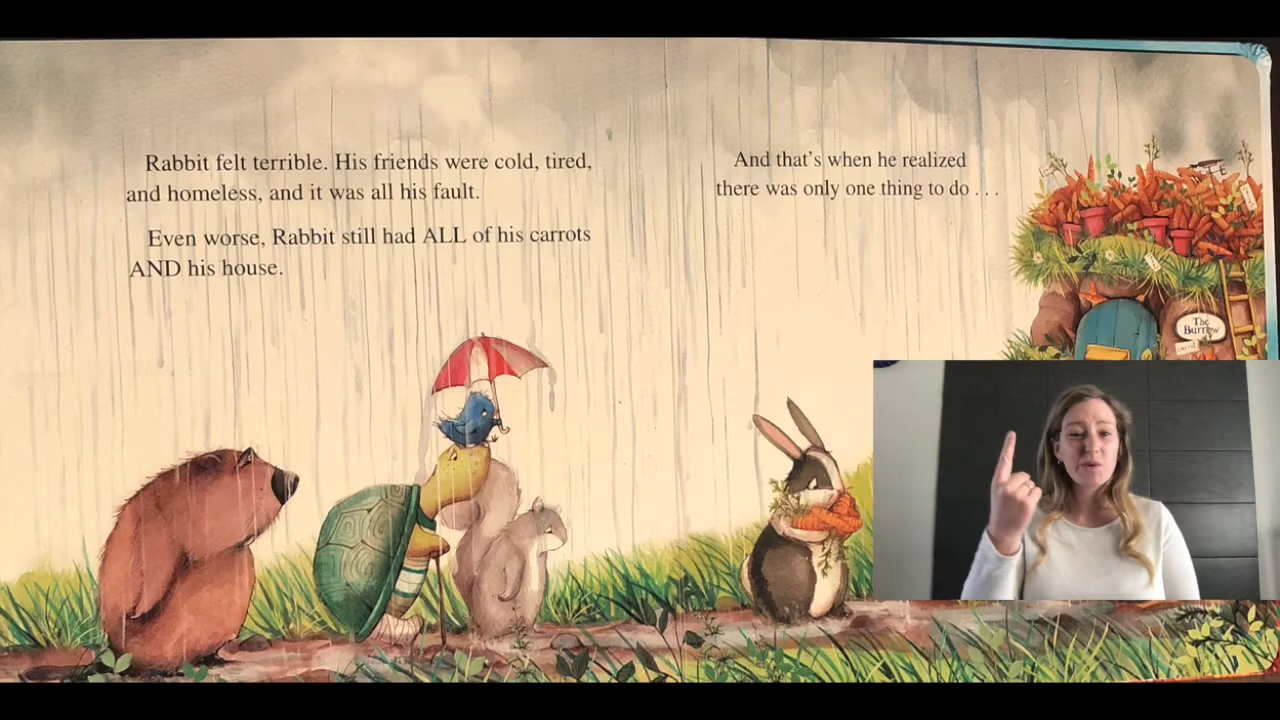 Rabbit felt terrible. His friends were cold, tired,
and homeless, and it was all his fault.
Even worse, Rabbit still had ALL of his carrots
AND his house.
And that's when he realized
there was only one thing to do . . .
The
Burrow